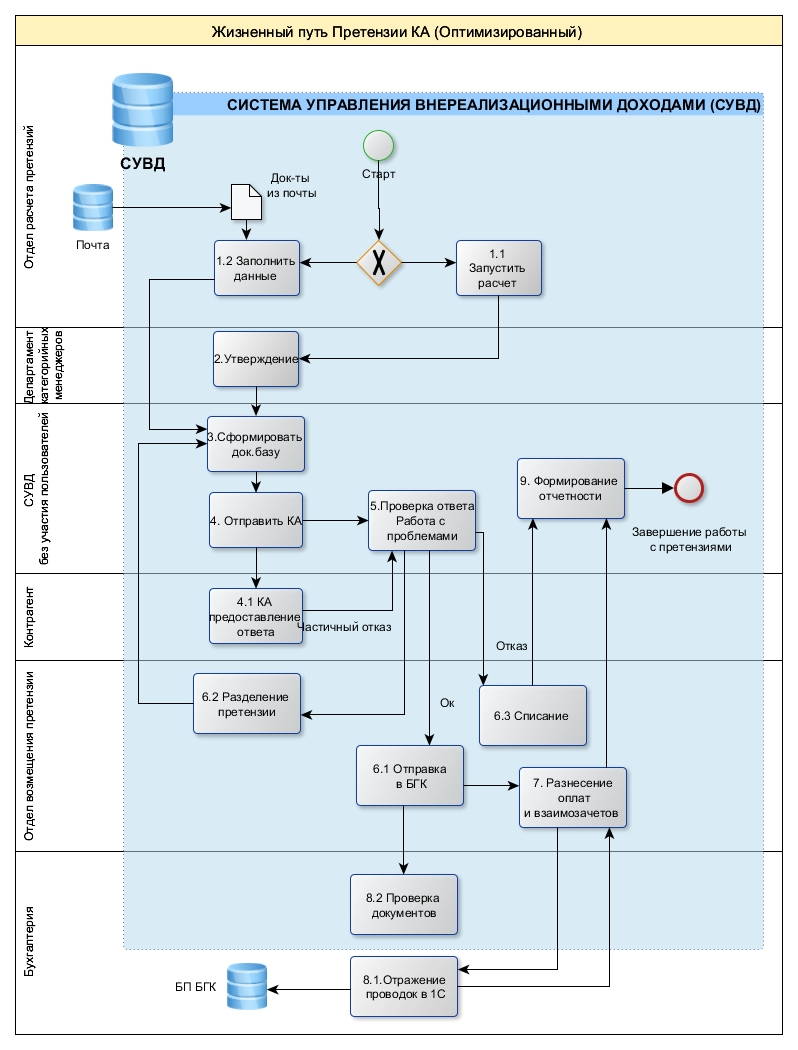 Жизненный путь Претензии КА (Оптимизированный)
СИСТЕМА УПРАВЛЕНИЯ ВНЕРЕАЛИЗАЦИОННЫМИ ДОХОДАМИ (СУВД)
СУВД
Отдел расчета претензий
Старт
Док-ты
из почты
Почта
1.2 Заполнить
данные
1.1
Запустить
расчет
Департамент
категорийных
менеджеров
2.Утверждение
СУВД
без участия пользователей
3.Сформировать
док.базу
4. Отправить КА
5.Проверка ответа
Работа с
проблемами
9. Формирование
отчетности
Завершение работы
с претензиями
Контрагент
4.1 КА
предоставление
ответа
Частичный отказ
Отказ
Отдел возмещения претензии
6.2 Разделение
претензии
Ок
6.3 Списание
6.1 Отправка
в БГК
7. Разнесение
оплат
и взаимозачетов
Бухгалтерия
8.2 Проверка
документов
БП БГК
8.1.Отражение
проводок в 1С